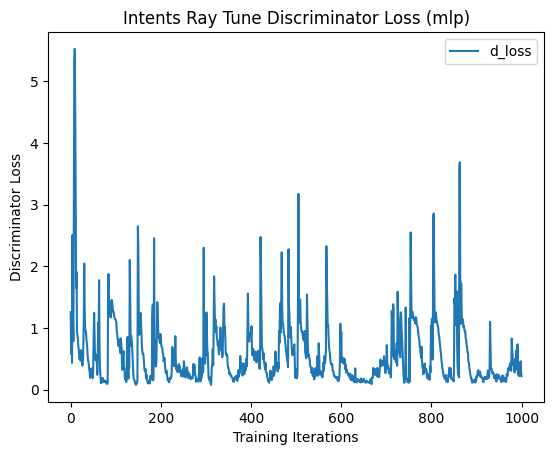 Intents Ray Tune Discriminator Loss (mlp)
d_loss
Discriminator Loss
5
4
3
2
1
0
0 200 400 600 800 1000
Training Iterations